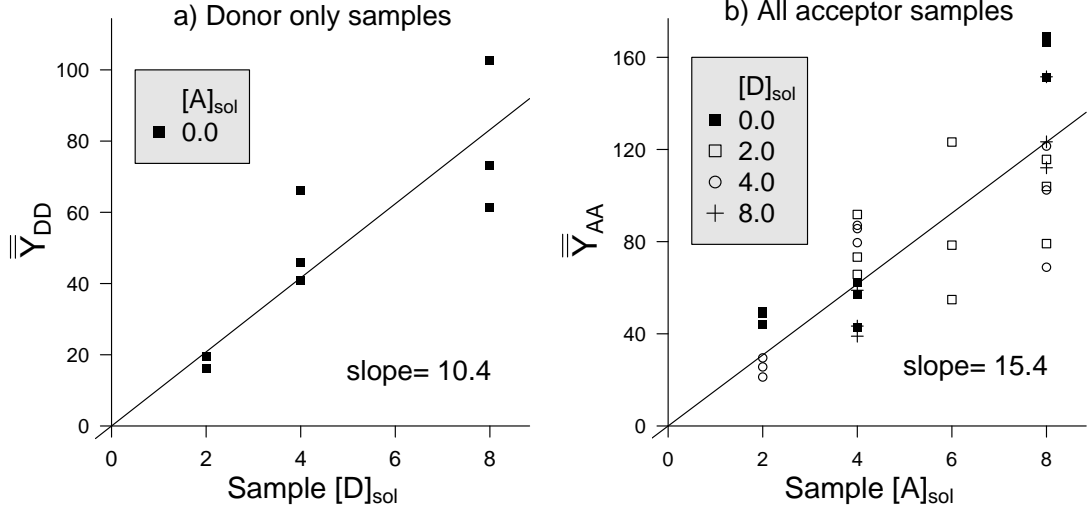 a) Donor only samples
100
80
60
40
20
0
0 2 4 6 8
Y̿DD
Sample [D]sol
[A]sol
0.0
slope= 10.4
b) All acceptor samples
160
120
80
40
0
0 2 4 6 8
Y̿AA
Sample [A]sol
[D]sol
0.0
2.0
4.0
8.0
slope= 15.4